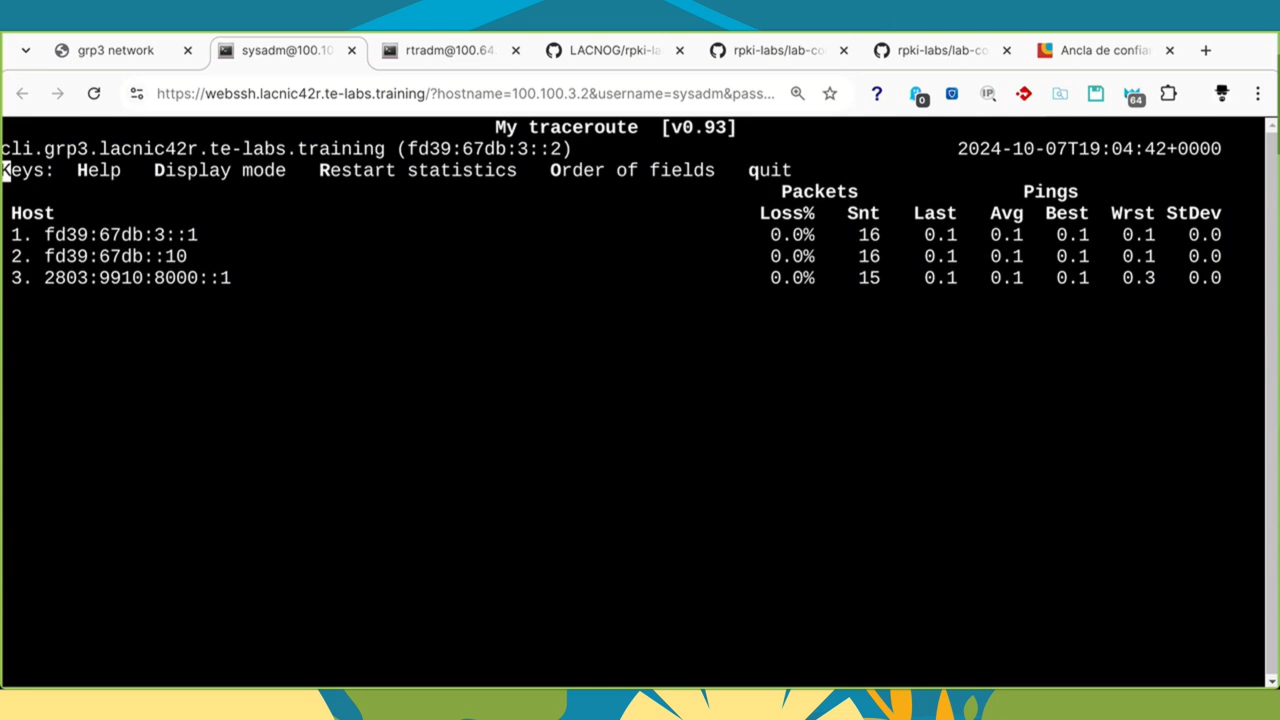 grp3 network
sysadm@100.10
rtradm@100.64
LACNOG/rpki-la
rpki-labs/lab-co
rpki-labs/lab-co
Ancla de confia
https://webssh.lacnic42r.te-labs.training/?hostname=100.100.3.2&username=sysadm&pass...
? 0 IP 64
My traceroute [v0.93]
cli.grp3.lacnic42r.te-labs.training (fd39:67db:3::2) 2024-10-07T19:04:42+0000
Keys: Help Display mode Restart statistics Order of fields quit
Packets Pings
Host Loss% Snt Last Avg Best Wrst StDev
1. fd39:67db:3::1 0.0% 16 0.1 0.1 0.1 0.1 0.0
2. fd39:67db::10 0.0% 16 0.1 0.1 0.1 0.1 0.0
3. 2803:9910:8000::1 0.0% 15 0.1 0.1 0.1 0.3 0.0